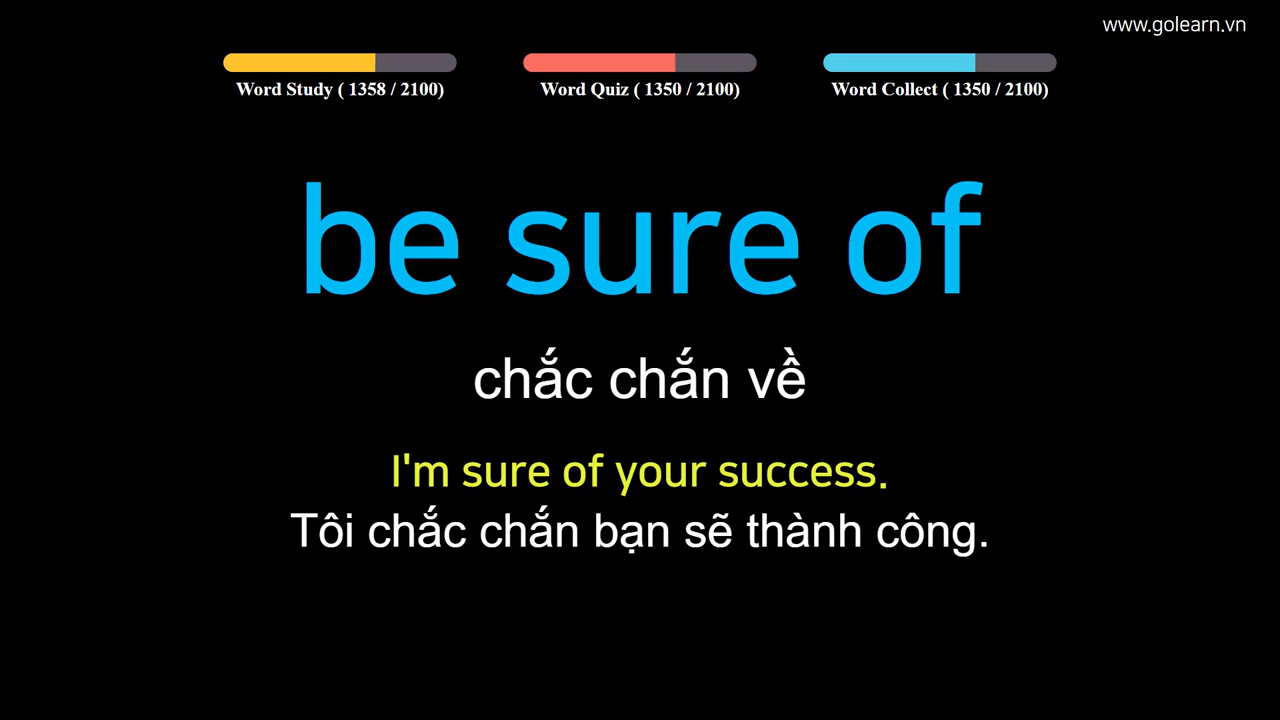 www.golearn.vn
Word Study ( 1358 / 2100)
Word Quiz ( 1350 / 2100)
Word Collect ( 1350 / 2100)
be sure of
chắc chắn về
I'm sure of your success.
Tôi chắc chắn bạn sẽ thành công.